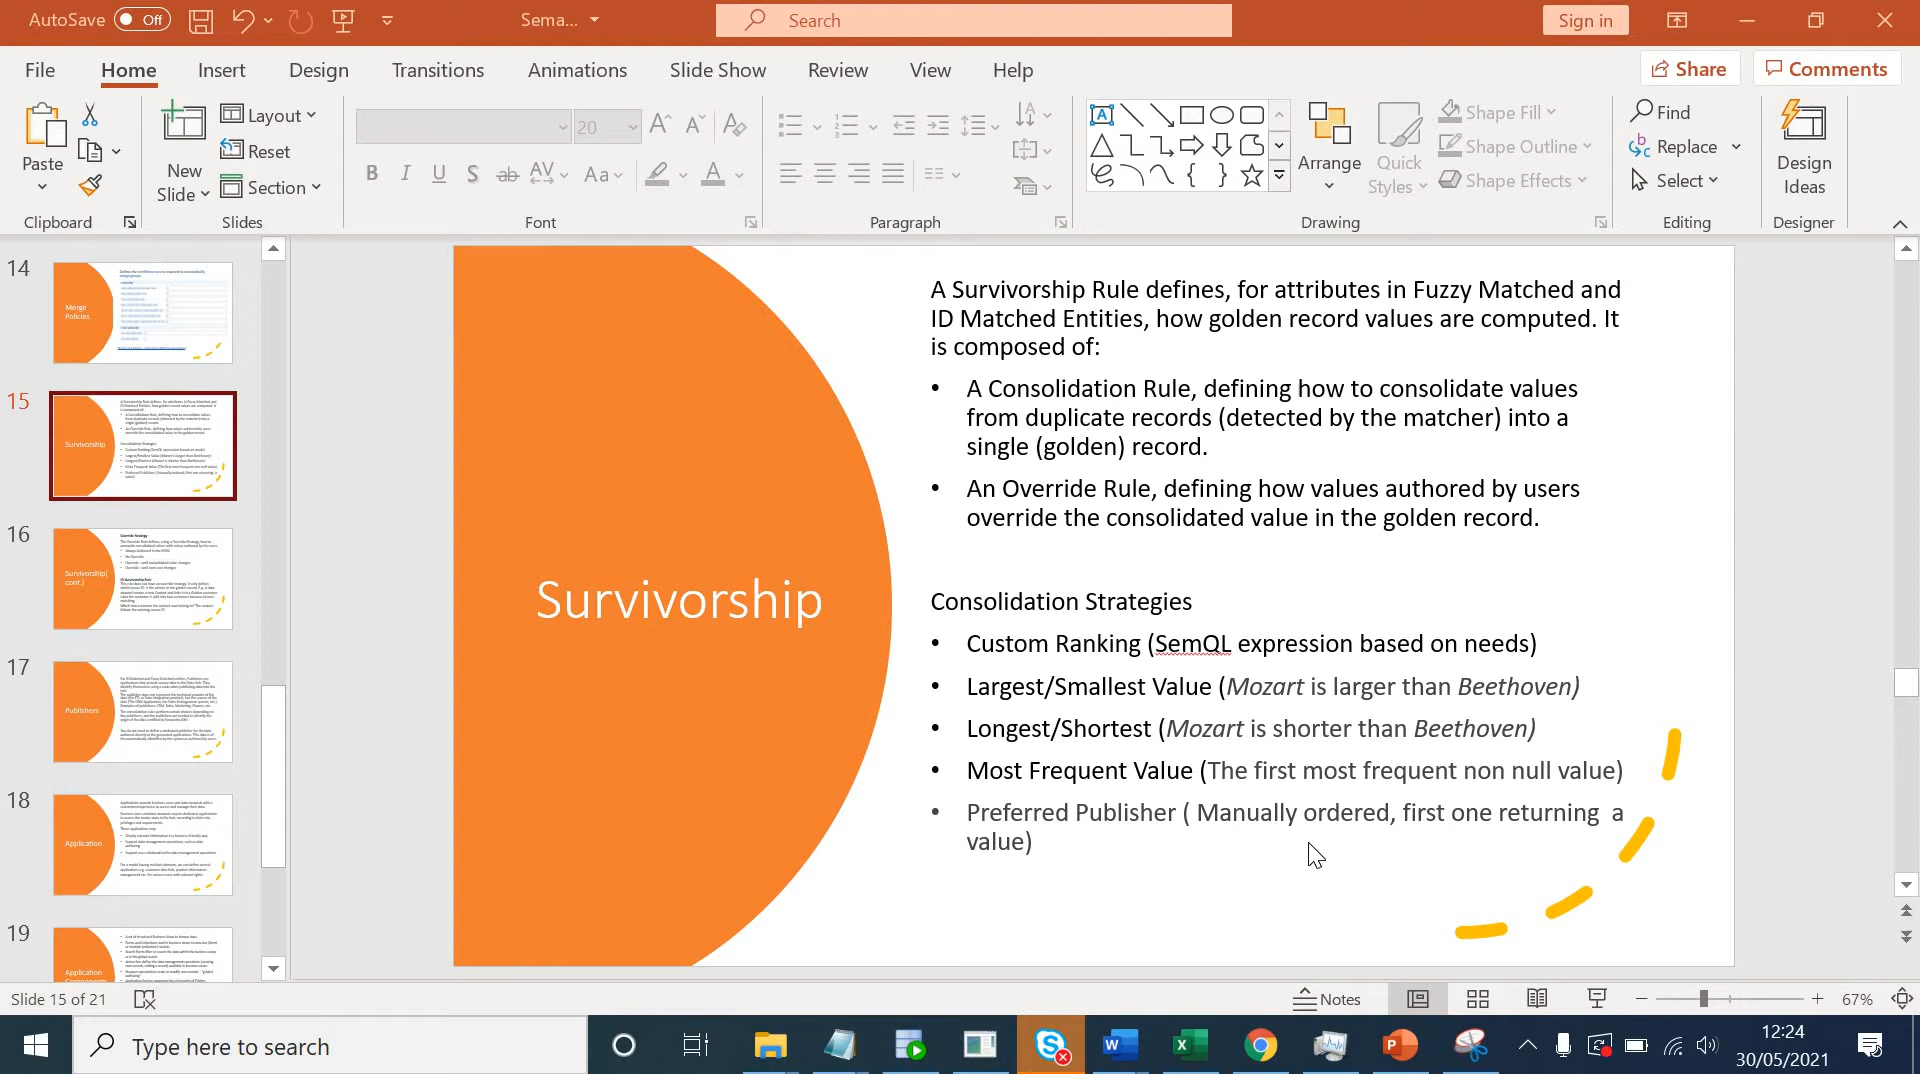 AutoSave Off Sema... Search Sign in
File Home Insert Design Transitions Animations Slide Show Review View Help Share Comments
Paste
New
Slide
Layout
Reset
Section
20
B I U S ab AV Aa A
Arrange
Quick
Styles
Shape Fill
Shape Outline
Shape Effects
Find
Replace
Select
Design
Ideas
Clipboard Slides Font Paragraph Drawing Editing Designer
14
Merge
Policies
15
Survivorship
16
Survivorship(
cont.)
17
Publishers
18
Application
19
Application
A Survivorship Rule defines, for attributes in Fuzzy Matched and
ID Matched Entities, how golden record values are computed. It
is composed of:
• A Consolidation Rule, defining how to consolidate values
from duplicate records (detected by the matcher) into a
single (golden) record.
• An Override Rule, defining how values authored by users
override the consolidated value in the golden record.
Survivorship
Consolidation Strategies
• Custom Ranking (SemQL expression based on needs)
• Largest/Smallest Value (Mozart is larger than Beethoven)
• Longest/Shortest (Mozart is shorter than Beethoven)
• Most Frequent Value (The first most frequent non null value)
• Preferred Publisher ( Manually ordered, first one returning a
value)
Slide 15 of 21 Notes 67%
Type here to search
12:24
30/05/2021